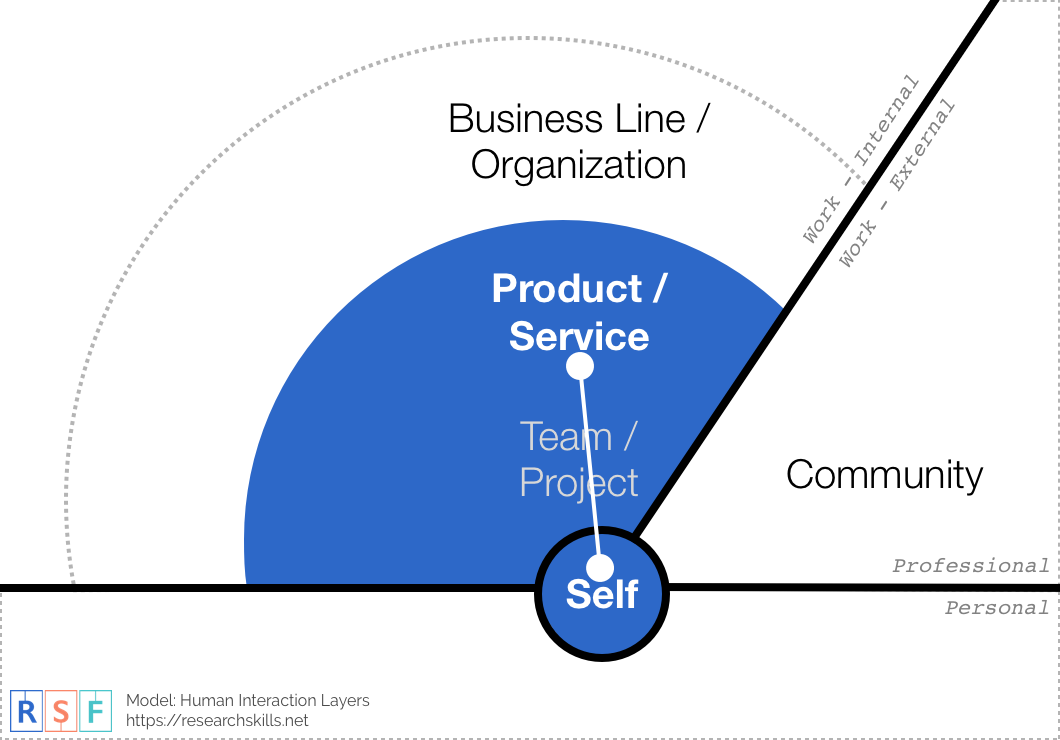 Business Line /
Organization
Work - Internal
Work - External
Product /
Service
Team /
Project
Community
Professional
Self
Personal
R S F
Model: Human Interaction Layers
https://researchskills.net